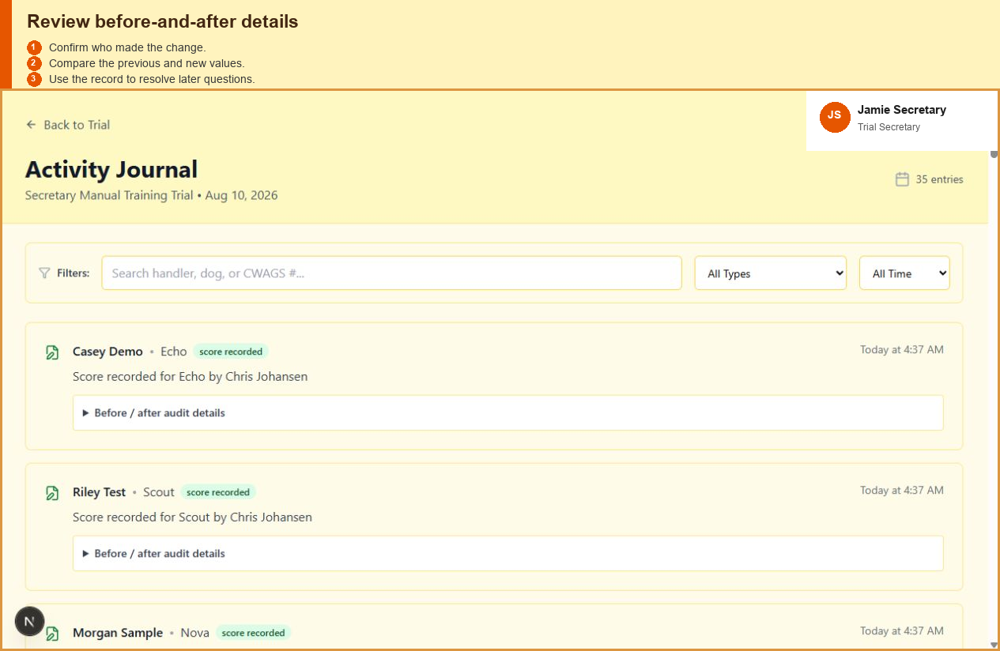 Review before-and-after details
1 Confirm who made the change.
2 Compare the previous and new values.
3 Use the record to resolve later questions.
← Back to Trial
JS Jamie Secretary
Trial Secretary
Activity Journal
Secretary Manual Training Trial • Aug 10, 2026
35 entries
Filters: Search handler, dog, or CWAGS #... All Types All Time
Casey Demo • Echo score recorded Today at 4:37 AM
Score recorded for Echo by Chris Johansen
▶ Before / after audit details
Riley Test • Scout score recorded Today at 4:37 AM
Score recorded for Scout by Chris Johansen
▶ Before / after audit details
N
Morgan Sample • Nova score recorded Today at 4:37 AM